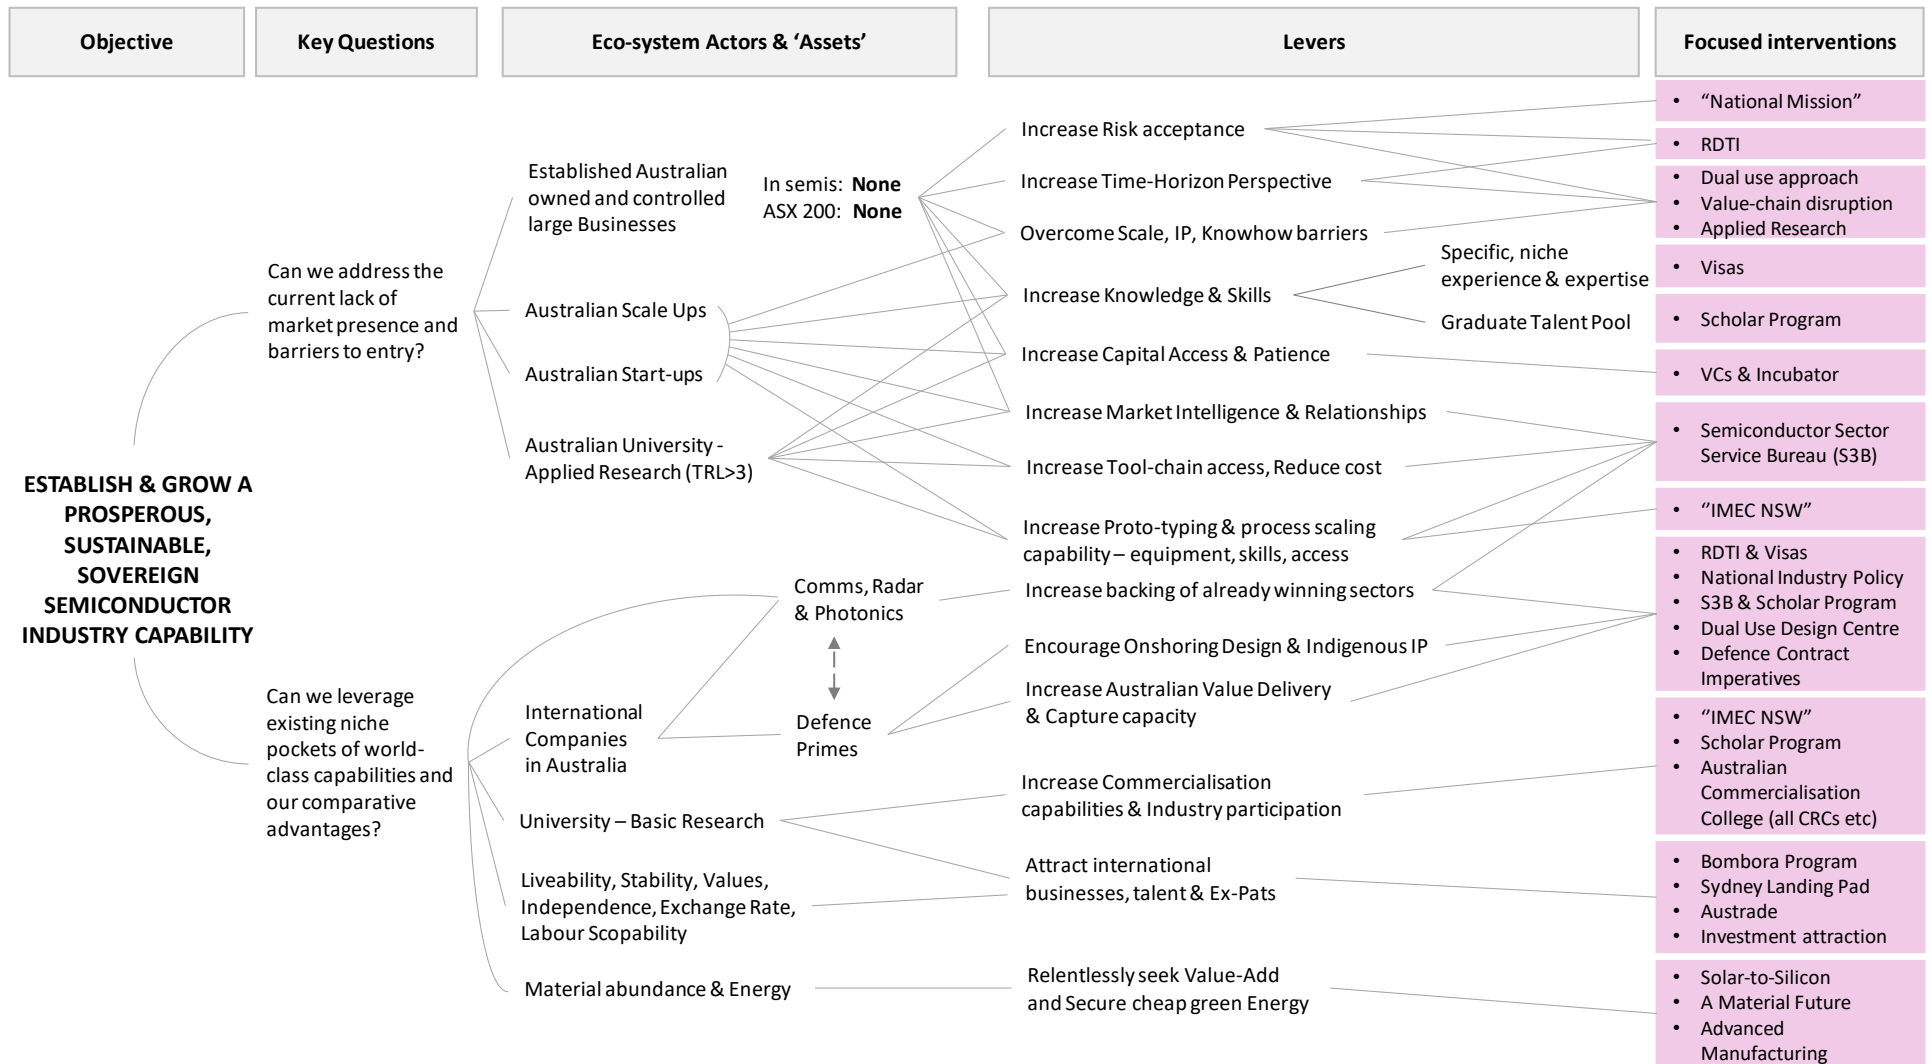 Objective
Key Questions
Eco-system Actors & ‘Assets’
Levers
Focused interventions
ESTABLISH & GROW A
PROSPEROUS,
SUSTAINABLE,
SOVEREIGN
SEMICONDUCTOR
INDUSTRY CAPABILITY
Can we address the
current lack of
market presence and
barriers to entry?
Can we leverage
existing niche
pockets of world-
class capabilities and
our comparative
advantages?
Established Australian
owned and controlled
large Businesses
In semis: None
ASX 200: None
Australian Scale Ups
Australian Start-ups
Australian University -
Applied Research (TRL>3)
Comms, Radar
& Photonics
International
Companies
in Australia
Defence
Primes
University – Basic Research
Liveability, Stability, Values,
Independence, Exchange Rate,
Labour Scopability
Material abundance & Energy
Increase Risk acceptance
Increase Time-Horizon Perspective
Overcome Scale, IP, Knowhow barriers
Increase Knowledge & Skills
Specific, niche
experience & expertise
Graduate Talent Pool
Increase Capital Access & Patience
Increase Market Intelligence & Relationships
Increase Tool-chain access, Reduce cost
Increase Proto-typing & process scaling
capability – equipment, skills, access
Increase backing of already winning sectors
Encourage Onshoring Design & Indigenous IP
Increase Australian Value Delivery
& Capture capacity
Increase Commercialisation
capabilities & Industry participation
Attract international
businesses, talent & Ex-Pats
Relentlessly seek Value-Add
and Secure cheap green Energy
• “National Mission”
• RDTI
• Dual use approach
• Value-chain disruption
• Applied Research
• Visas
• Scholar Program
• VCs & Incubator
• Semiconductor Sector
Service Bureau (S3B)
• “IMEC NSW”
• RDTI & Visas
• National Industry Policy
• S3B & Scholar Program
• Dual Use Design Centre
• Defence Contract
Imperatives
• “IMEC NSW”
• Scholar Program
• Australian
Commercialisation
College (all CRCs etc)
• Bombora Program
• Sydney Landing Pad
• Austrade
• Investment attraction
• Solar-to-Silicon
• A Material Future
• Advanced
Manufacturing